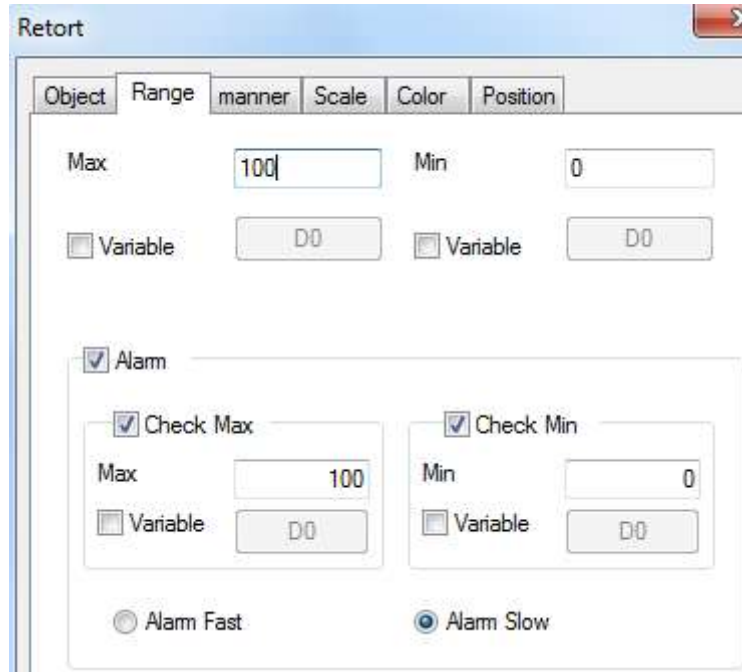 Retort
Object Range manner Scale Color Position
Max 100 Min 0
Variable D0 Variable D0
Alarm
Check Max Check Min
Max 100 Min 0
Variable D0 Variable D0
Alarm Fast Alarm Slow